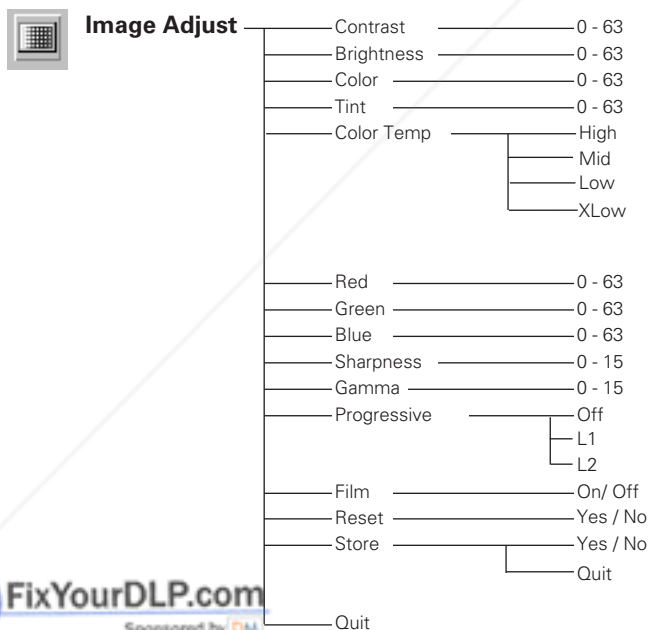 Image Adjust Contrast 0 - 63
Brightness 0 - 63
Color 0 - 63
Tint 0 - 63
Color Temp High
Mid
Low
XLow
Red 0 - 63
Green 0 - 63
Blue 0 - 63
Sharpness 0 - 15
Gamma 0 - 15
Progressive Off
L1
L2
Film On/ Off
Reset Yes / No
Store Yes / No
Quit
FixYourDLP.com
Sponsored by
Quit